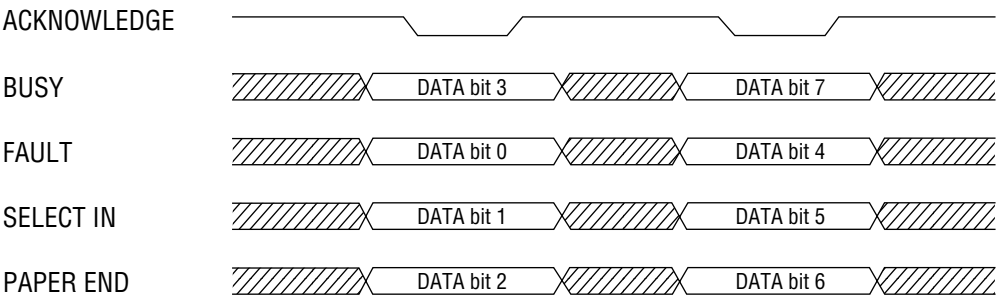 ACKNOWLEDGE
BUSY DATA bit 3 DATA bit 7
FAULT DATA bit 0 DATA bit 4
SELECT IN DATA bit 1 DATA bit 5
PAPER END DATA bit 2 DATA bit 6